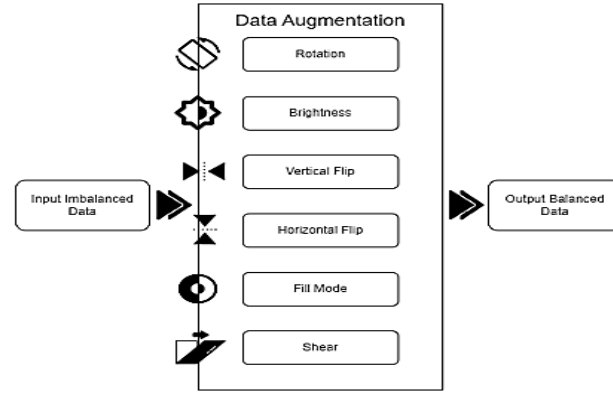 Data Augmentation
Rotation
Brightness
Vertical Flip
Input Imbalanced
Data
Output Balanced
Data
Horizontal Flip
Fill Mode
Shear